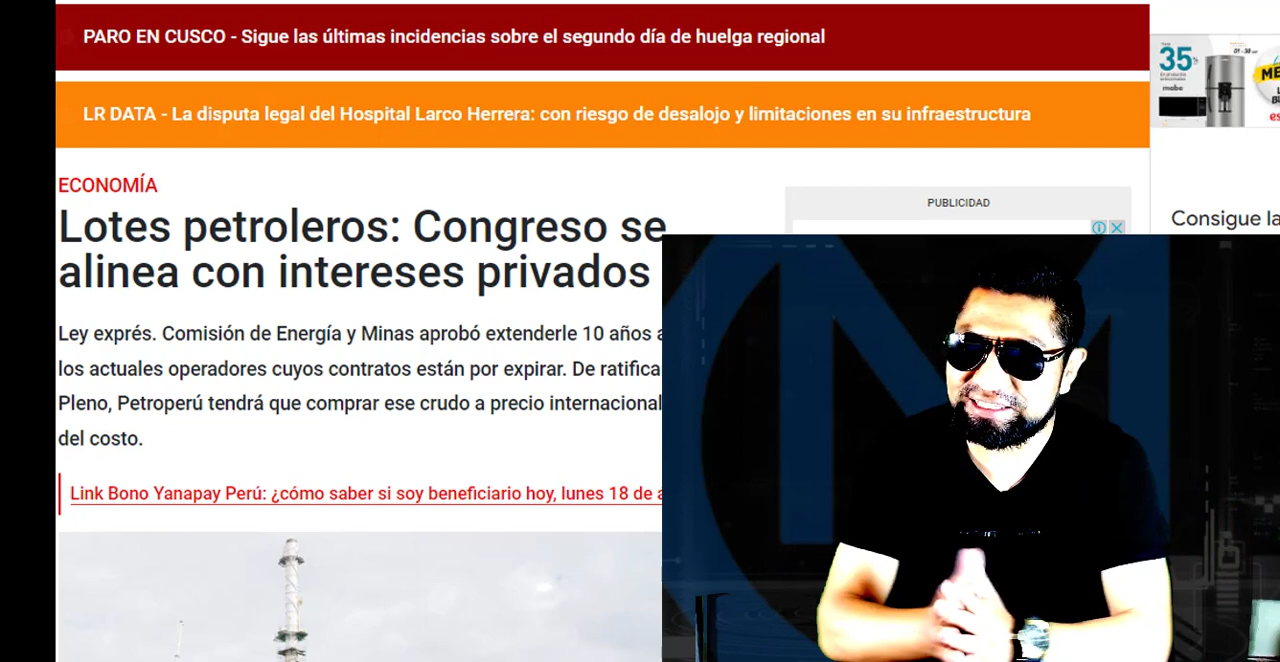 PARO EN CUSCO - Sigue las últimas incidencias sobre el segundo día de huelga regional
LR DATA - La disputa legal del Hospital Larco Herrera: con riesgo de desalojo y limitaciones en su infraestructura
35%
mabe
ECONOMÍA
Lotes petroleros: Congreso se
alinea con intereses privados
PUBLICIDAD
Consigue la
Ley exprés. Comisión de Energía y Minas aprobó extenderle 10 años a
los actuales operadores cuyos contratos están por expirar. De ratifica
Pleno, Petroperú tendrá que comprar ese crudo a precio internacional
del costo.
Link Bono Yanapay Perú: ¿cómo saber si soy beneficiario hoy, lunes 18 de a
M